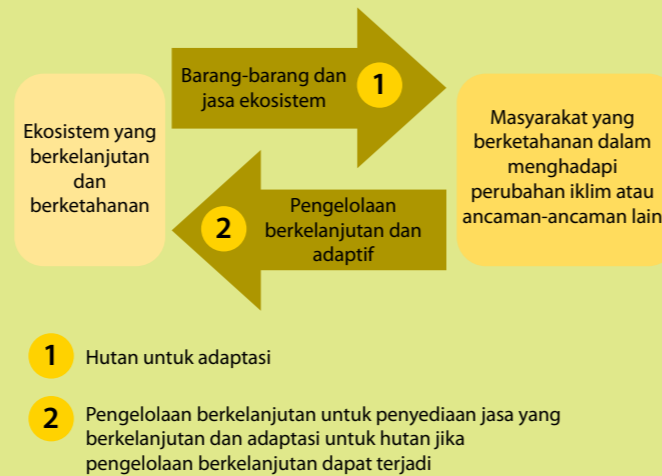 Barang-barang dan
jasa ekosistem
1
Ekosistem yang
berkelanjutan
dan
berketahanan
Masyarakat yang
berketahanan dalam
menghadapi
perubahan iklim atau
ancaman-ancaman lain
2
Pengelolaan
berkelanjutan dan
adaptif
1 Hutan untuk adaptasi
2 Pengelolaan berkelanjutan untuk penyediaan jasa yang
berkelanjutan dan adaptasi untuk hutan jika
pengelolaan berkelanjutan dapat terjadi